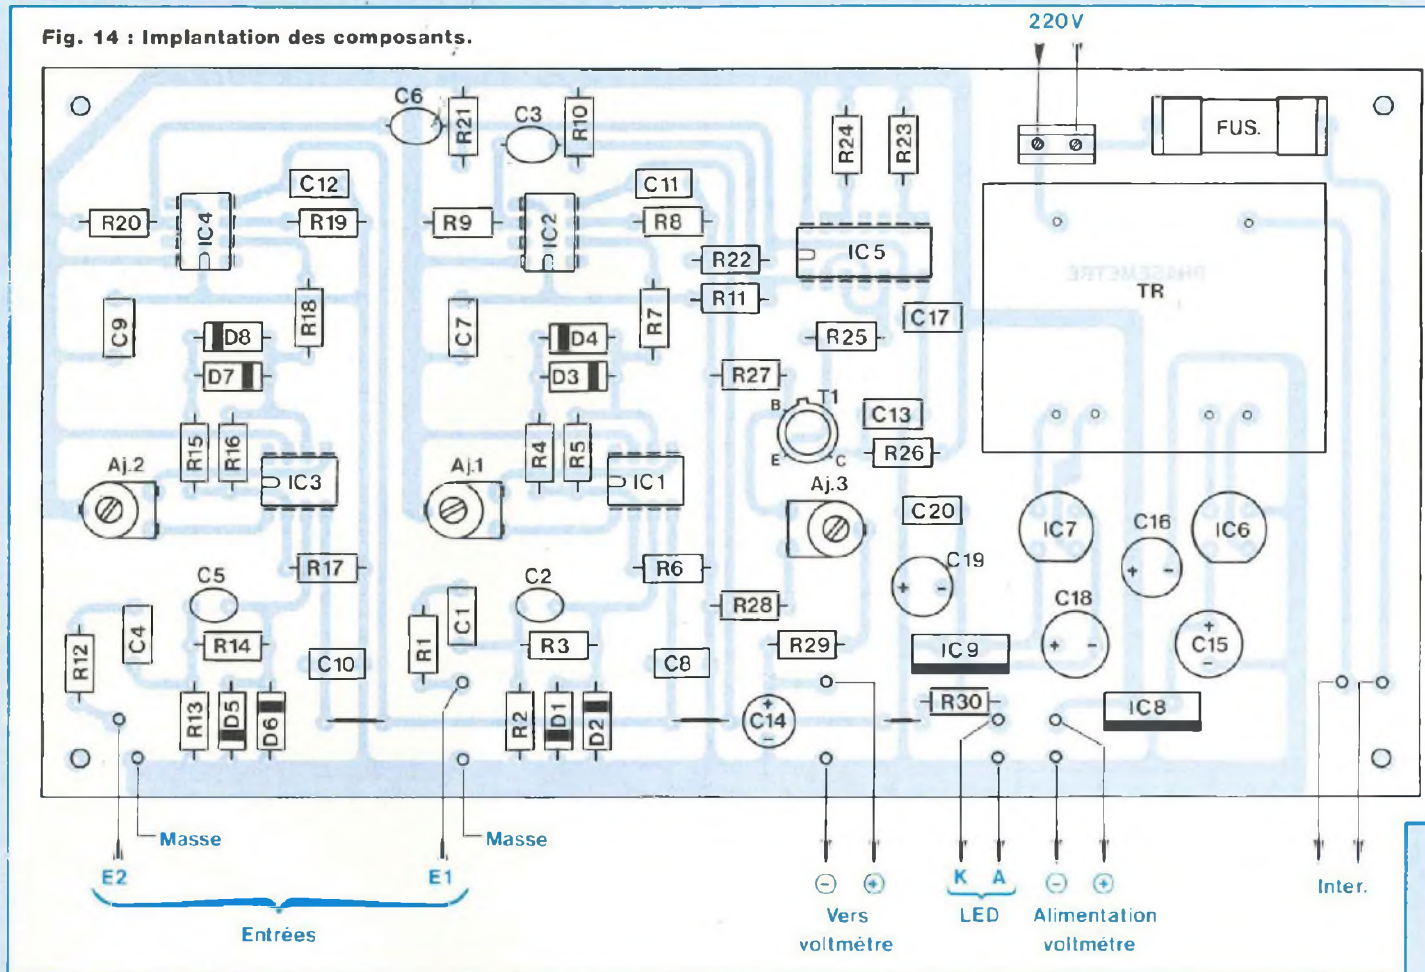 Fig. 14 : Implantation des composants.
220V
C6
R21
C3
R10
R24
R23
FUS.
C12
C11
R20
IC4
R19
R9
IC2
R8
R22
IC5
R11
PHASEMETRE
TR
C9
R18
C7
R7
C17
D8
D4
R25
D7
D3
R27
B
T1
C13
E
C
R26
R15
R16
R4
R5
Aj.2
IC3
Aj.1
IC1
Aj.3
C20
IC7
C16
IC6
R17
R6
C19
C5
C2
R28
C18
R12
C4
R14
R1
C1
R3
R29
IC9
C15
C10
C8
R13
D5
D6
R2
D1
D2
C14
R30
IC8
+
-
+
-
+
-
+
-
+
-
Masse
Masse
E2
E1
Entrées
- +
Vers
voltmétre
K A
LED
- +
Alimentation
voltmétre
Inter.